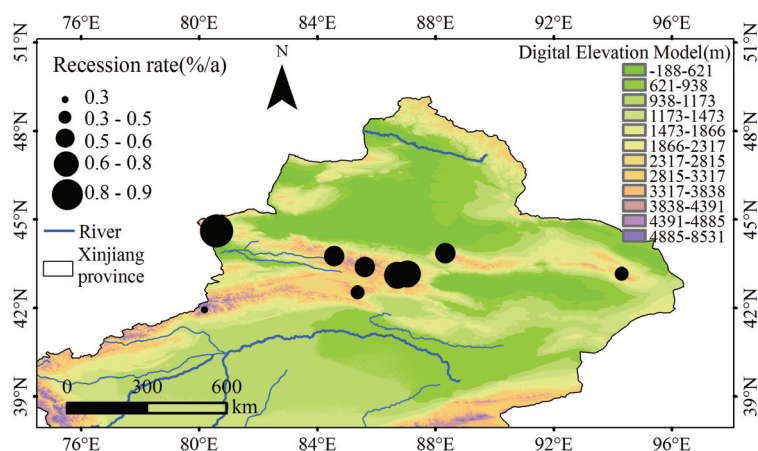 76°E 80°E 84°E 88°E 92°E 96°E
51°N
48°N
45°N
42°N
39°N
Recession rate(%/a)
0.3
0.3 - 0.5
0.5 - 0.6
0.6 - 0.8
0.8 - 0.9
River
Xinjiang
province
N
Digital Elevation Model(m)
-188-621
621-938
938-1173
1173-1473
1473-1866
1866-2317
2317-2815
2815-3317
3317-3838
3838-4391
4391-4885
4885-8531
0 300 600
km
51°N
48°N
45°N
42°N
39°N
76°E 80°E 84°E 88°E 92°E 96°E